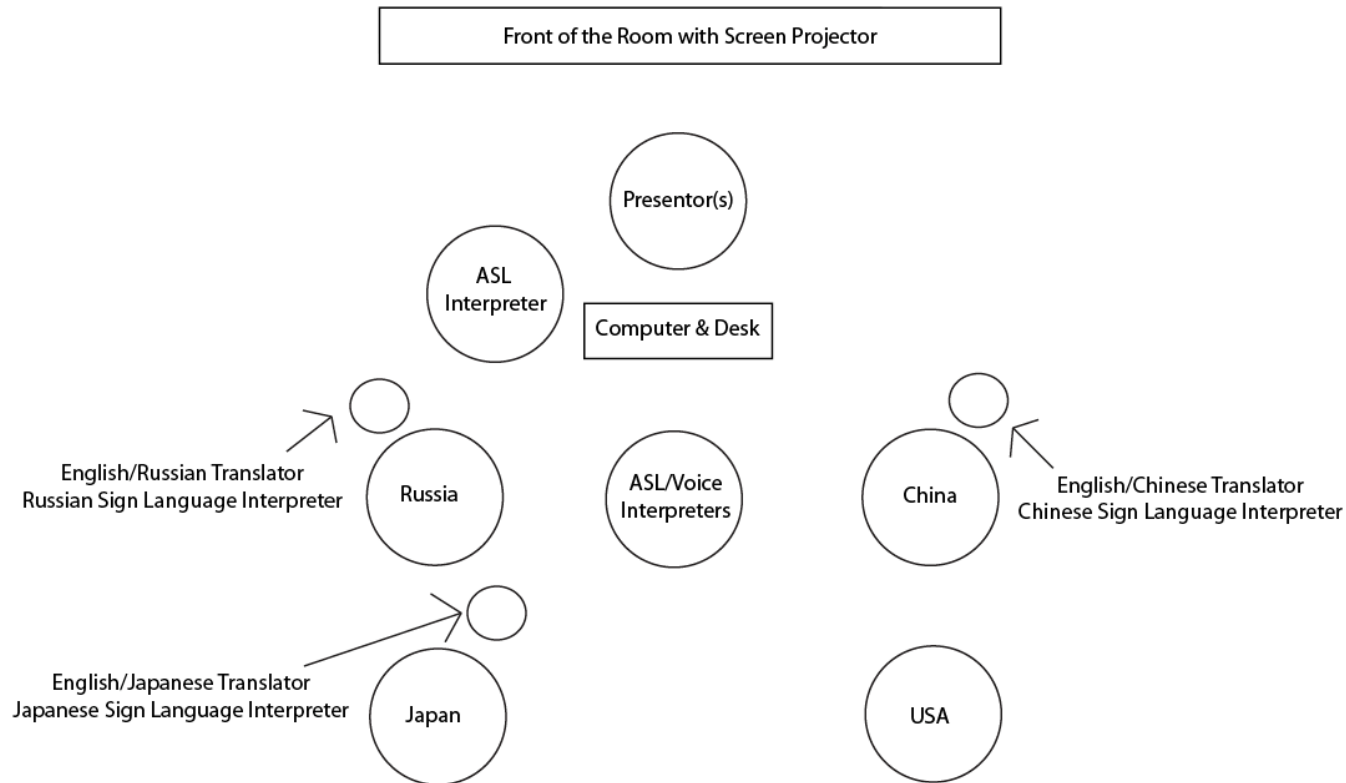 Front of the Room with Screen Projector
Presentor(s)
ASL
Interpreter
Computer & Desk
English/Russian Translator
Russian Sign Language Interpreter
Russia
ASL/Voice
Interpreters
China
English/Chinese Translator
Chinese Sign Language Interpreter
English/Japanese Translator
Japanese Sign Language Interpreter
Japan
USA